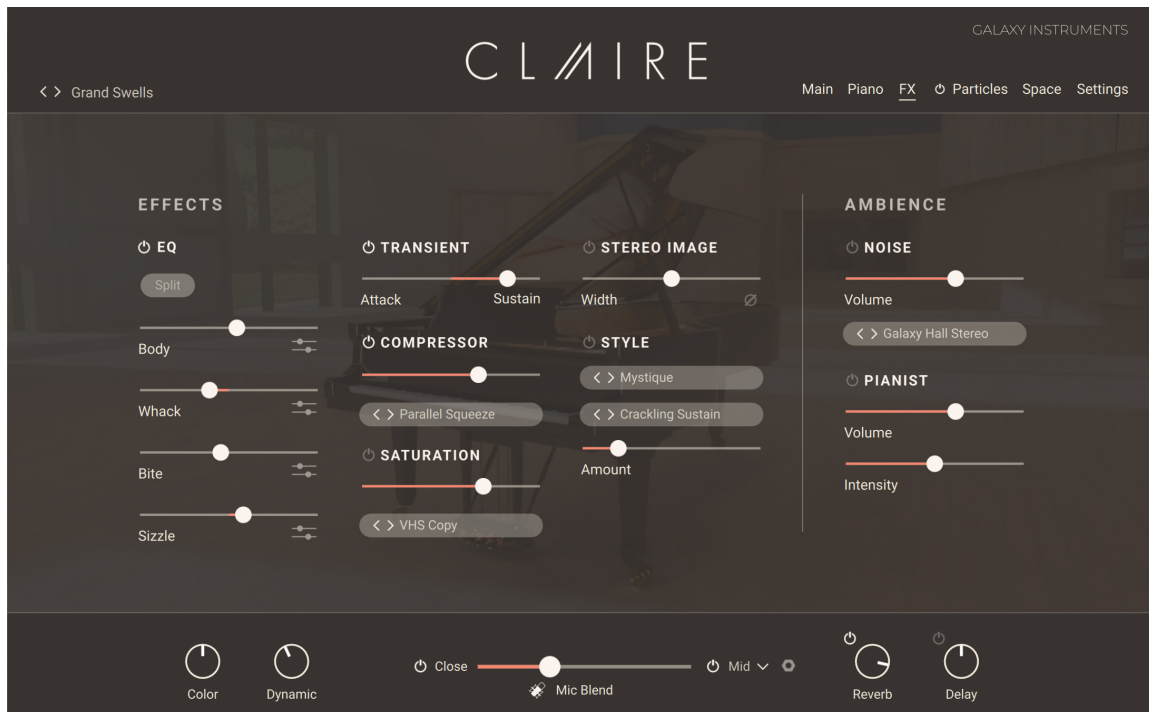 GALAXY INSTRUMENTS
CLAIRE
Grand Swells
Main Piano FX Particles Space Settings
EFFECTS
EQ
Split
Body
Whack
Bite
Sizzle
TRANSIENT
Attack Sustain
COMPRESSOR
Parallel Squeeze
SATURATION
VHS Copy
STEREO IMAGE
Width
STYLE
Mystique
Crackling Sustain
Amount
AMBIENCE
NOISE
Volume
Galaxy Hall Stereo
PIANIST
Volume
Intensity
Color
Dynamic
Close
Mic Blend
Mid
Reverb
Delay